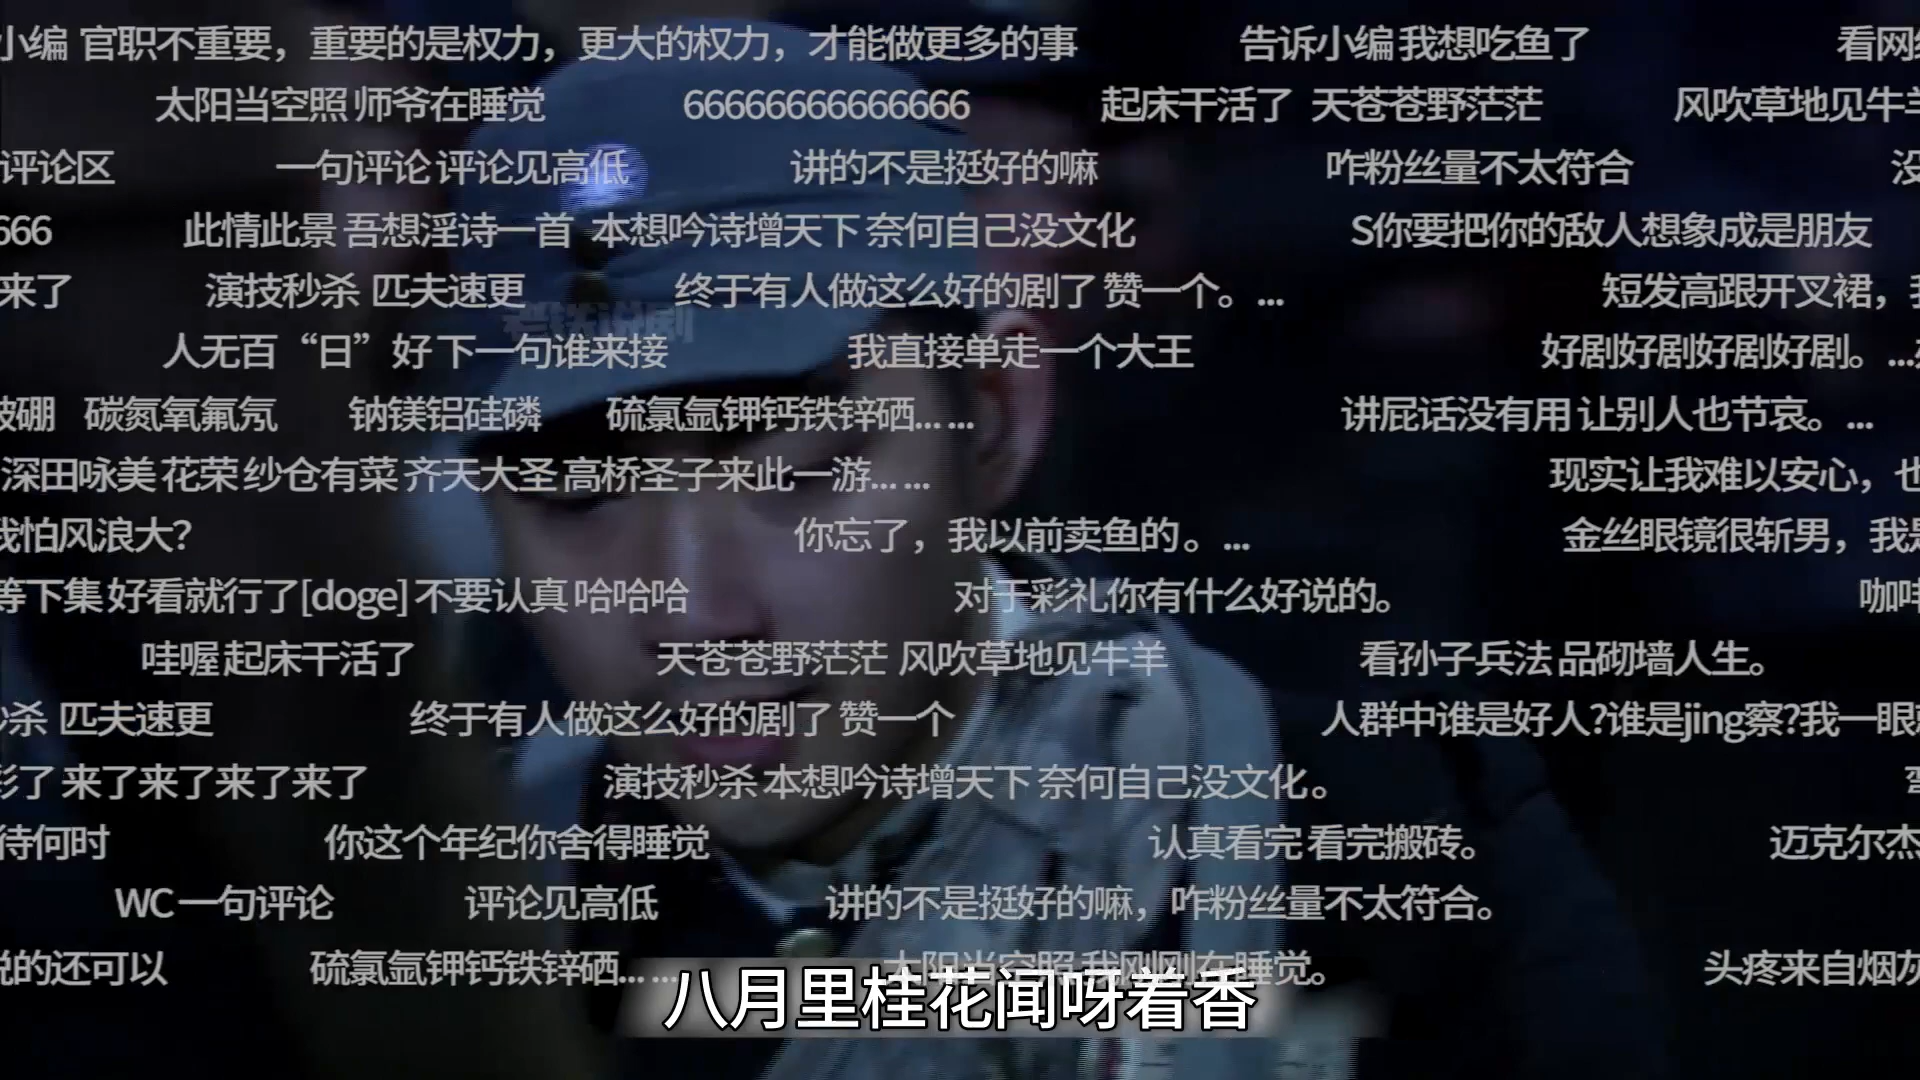 小编 官职不重要，重要的是权力，更大的权力，才能做更多的事 告诉小编 我想吃鱼了 看网
太阳当空照 师爷在睡觉 66666666666666 起床干活了 天苍苍野茫茫 风吹草地见牛羊
评论区 一句评论 评论见高低 讲的不是挺好的嘛 咋粉丝量不太符合 没
666 此情此景 吾想淫诗一首 本想吟诗增天下 奈何自己没文化 S你要把你的敌人想象成是朋友
来了 演技秒杀 匹夫速更 终于有人做这么好的剧了 赞一个。... 短发高跟开叉裙，
老铁说剧
人无百“日”好 下一句谁来接 我直接单走一个大王 好剧好剧好剧好剧。...
硼 碳氮氧氟氖 钠镁铝硅磷 硫氯氩钾钙铁锌硒... ... 讲屁话没有用 让别人也节哀。...
深田咏美 花荣 纱仓有菜 齐天大圣 高桥圣子来此一游... ... 现实让我难以安心，也
我怕风浪大? 你忘了，我以前卖鱼的。... 金丝眼镜很斩男，我是
等下集 好看就行了[doge] 不要认真 哈哈哈 对于彩礼你有什么好说的。 咖啡
哇喔 起床干活了 天苍苍野茫茫 风吹草地见牛羊 看孙子兵法 品砌墙人生。
秒杀 匹夫速更 终于有人做这么好的剧了 赞一个 人群中谁是好人?谁是jing察?我一眼
彩了 来了来了来了来了 演技秒杀 本想吟诗增天下 奈何自己没文化。
待何时 你这个年纪你舍得睡觉 认真看完 看完搬砖。 迈克尔杰
WC 一句评论 评论见高低 讲的不是挺好的嘛，咋粉丝量不太符合。
说的还可以 硫氯氩钾钙铁锌硒... ... 太阳当空照 我刚刚在睡觉。 头疼来自烟灰
八月里桂花闻呀着香